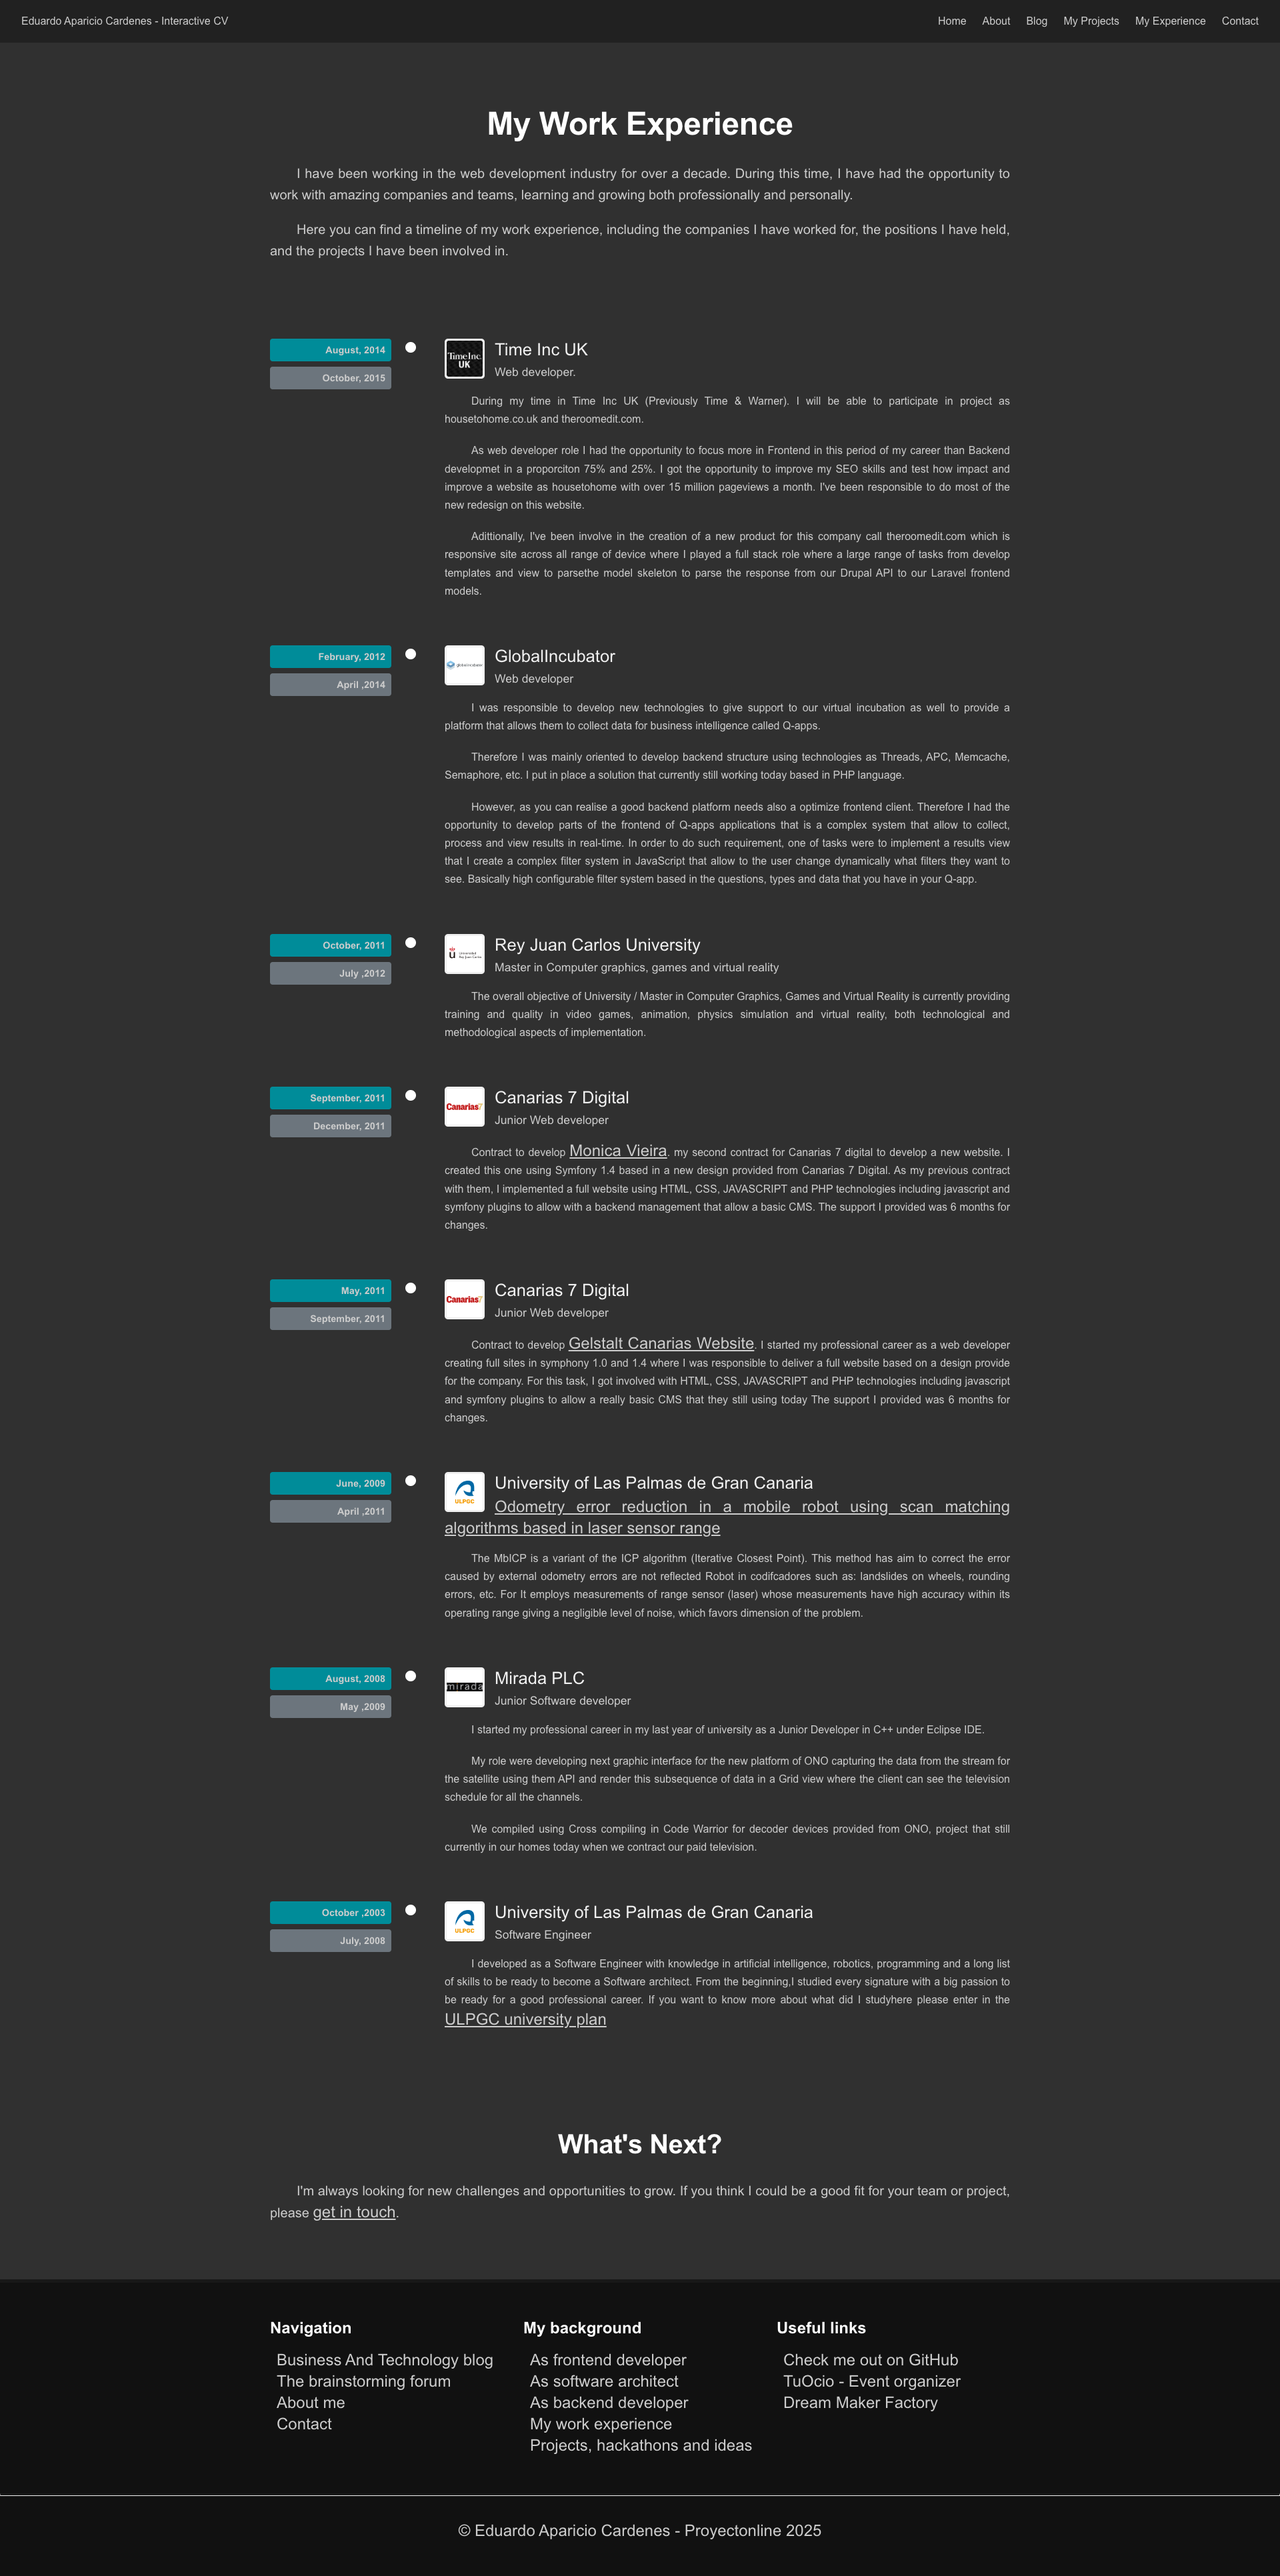 Eduardo Aparicio Cardenes - Interactive CV
Home About Blog My Projects My Experience Contact
My Work Experience
I have been working in the web development industry for over a decade. During this time, I have had the opportunity to
work with amazing companies and teams, learning and growing both professionally and personally.
Here you can find a timeline of my work experience, including the companies I have worked for, the positions I have held,
and the projects I have been involved in.
August, 2014
October, 2015
Time Inc.
UK
Time Inc UK
Web developer.
During my time in Time Inc UK (Previously Time & Warner). I will be able to participate in project as
housetohome.co.uk and theroomedit.com.
As web developer role I had the opportunity to focus more in Frontend in this period of my career than Backend
developmet in a proporciton 75% and 25%. I got the opportunity to improve my SEO skills and test how impact and
improve a website as housetohome with over 15 million pageviews a month. I've been responsible to do most of the
new redesign on this website.
Adittionally, I've been involve in the creation of a new product for this company call theroomedit.com which is
responsive site across all range of device where I played a full stack role where a large range of tasks from develop
templates and view to parsethe model skeleton to parse the response from our Drupal API to our Laravel frontend
models.
February, 2012
April ,2014
GlobalIncubator
Web developer
I was responsible to develop new technologies to give support to our virtual incubation as well to provide a
platform that allows them to collect data for business intelligence called Q-apps.
Therefore I was mainly oriented to develop backend structure using technologies as Threads, APC, Memcache,
Semaphore, etc. I put in place a solution that currently still working today based in PHP language.
However, as you can realise a good backend platform needs also a optimize frontend client. Therefore I had the
opportunity to develop parts of the frontend of Q-apps applications that is a complex system that allow to collect,
process and view results in real-time. In order to do such requirement, one of tasks were to implement a results view
that I create a complex filter system in JavaScript that allow to the user change dynamically what filters they want to
see. Basically high configurable filter system based in the questions, types and data that you have in your Q-app.
October, 2011
July ,2012
Rey Juan Carlos University
Master in Computer graphics, games and virtual reality
The overall objective of University / Master in Computer Graphics, Games and Virtual Reality is currently providing
training and quality in video games, animation, physics simulation and virtual reality, both technological and
methodological aspects of implementation.
September, 2011
December, 2011
Canarias7
Canarias 7 Digital
Junior Web developer
Contract to develop Monica Vieira. my second contract for Canarias 7 digital to develop a new website. I
created this one using Symfony 1.4 based in a new design provided from Canarias 7 Digital. As my previous contract
with them, I implemented a full website using HTML, CSS, JAVASCRIPT and PHP technologies including javascript and
symfony plugins to allow with a backend management that allow a basic CMS. The support I provided was 6 months for
changes.
May, 2011
September, 2011
Canarias7
Canarias 7 Digital
Junior Web developer
Contract to develop Gelstalt Canarias Website. I started my professional career as a web developer
creating full sites in symphony 1.0 and 1.4 where I was responsible to deliver a full website based on a design provide
for the company. For this task, I got involved with HTML, CSS, JAVASCRIPT and PHP technologies including javascript
and symfony plugins to allow a really basic CMS that they still using today The support I provided was 6 months for
changes.
June, 2009
April ,2011
ULPGC
University of Las Palmas de Gran Canaria
Odometry error reduction in a mobile robot using scan matching
algorithms based in laser sensor range
The MbICP is a variant of the ICP algorithm (Iterative Closest Point). This method has aim to correct the error
caused by external odometry errors are not reflected Robot in codifcadores such as: landslides on wheels, rounding
errors, etc. For It employs measurements of range sensor (laser) whose measurements have high accuracy within its
operating range giving a negligible level of noise, which favors dimension of the problem.
August, 2008
May ,2009
mirada
Mirada PLC
Junior Software developer
I started my professional career in my last year of university as a Junior Developer in C++ under Eclipse IDE.
My role were developing next graphic interface for the new platform of ONO capturing the data from the stream for
the satellite using them API and render this subsequence of data in a Grid view where the client can see the television
schedule for all the channels.
We compiled using Cross compiling in Code Warrior for decoder devices provided from ONO, project that still
currently in our homes today when we contract our paid television.
October ,2003
July, 2008
ULPGC
University of Las Palmas de Gran Canaria
Software Engineer
I developed as a Software Engineer with knowledge in artificial intelligence, robotics, programming and a long list
of skills to be ready to become a Software architect. From the beginning,I studied every signature with a big passion to
be ready for a good professional career. If you want to know more about what did I studyhere please enter in the
ULPGC university plan
What's Next?
I'm always looking for new challenges and opportunities to grow. If you think I could be a good fit for your team or project,
please get in touch.
Navigation
Business And Technology blog
The brainstorming forum
About me
Contact
My background
As frontend developer
As software architect
As backend developer
My work experience
Projects, hackathons and ideas
Useful links
Check me out on GitHub
TuOcio - Event organizer
Dream Maker Factory
© Eduardo Aparicio Cardenes - Proyectonline 2025